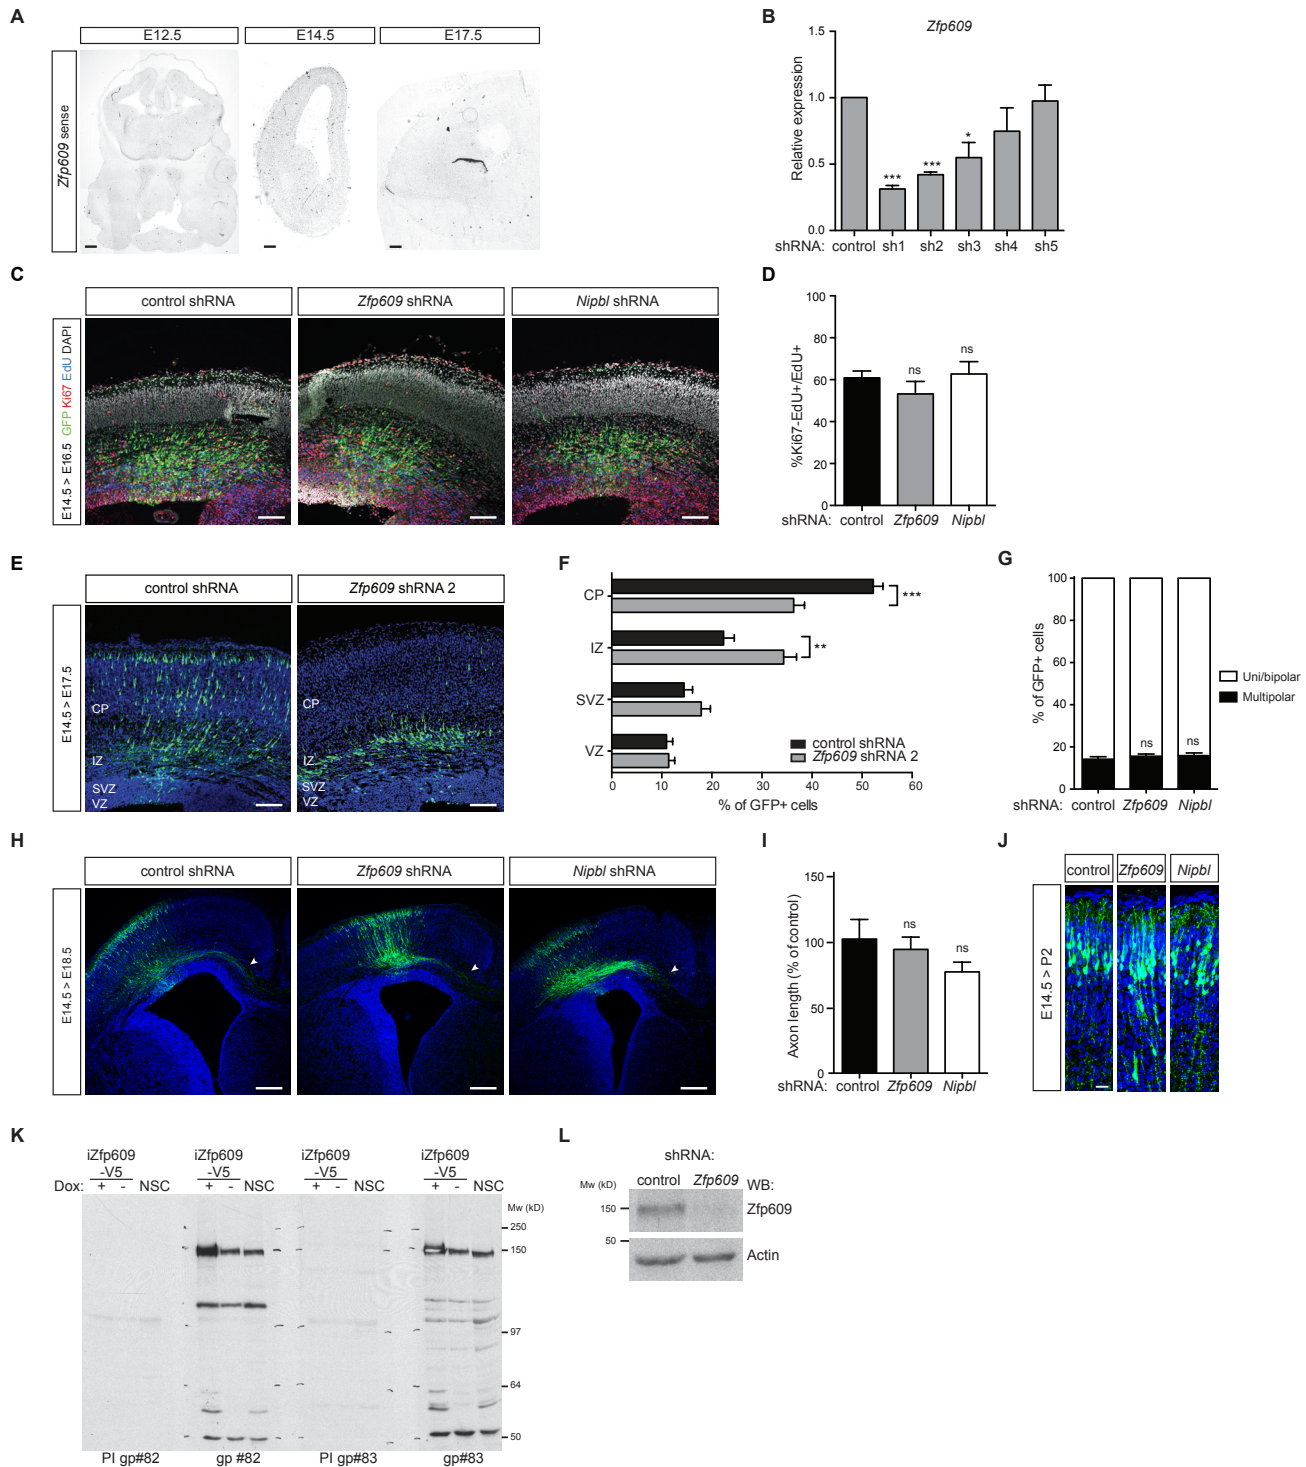 A
E12.5
E14.5
E17.5
Zfp609 sense
B
Zfp609
Relative expression
1.5
1.0
0.5
0.0
***
***
*
shRNA: control sh1 sh2 sh3 sh4 sh5
C
control shRNA
Zfp609 shRNA
Nipbl shRNA
E14.5 > E16.5 GFP Ki67 EdU DAPI
D
%Ki67-EdU+/EdU+
100
80
60
40
20
0
ns
ns
shRNA: control Zfp609 Nipbl
E
control shRNA
Zfp609 shRNA 2
E14.5 > E17.5
CP
IZ
SVZ
VZ
CP
IZ
SVZ
VZ
F
CP
IZ
SVZ
VZ
***
**
control shRNA
Zfp609 shRNA 2
0 10 20 30 40 50 60
% of GFP+ cells
G
% of GFP+ cells
100
80
60
40
20
0
ns
ns
Uni/bipolar
Multipolar
shRNA: control Zfp609 Nipbl
H
control shRNA
Zfp609 shRNA
Nipbl shRNA
E14.5 > E18.5
I
Axon length (% of control)
150
100
50
0
ns
ns
shRNA: control Zfp609 Nipbl
J
control
Zfp609
Nipbl
E14.5 > P2
K
iZfp609 iZfp609 iZfp609 iZfp609
-V5 -V5 -V5 -V5
Dox: + - NSC + - NSC + - NSC + - NSC
Mw (kD)
250
150
97
64
50
PI gp#82 gp #82 PI gp#83 gp#83
L
shRNA:
control Zfp609
Mw (kD)
WB:
150
Zfp609
50
Actin